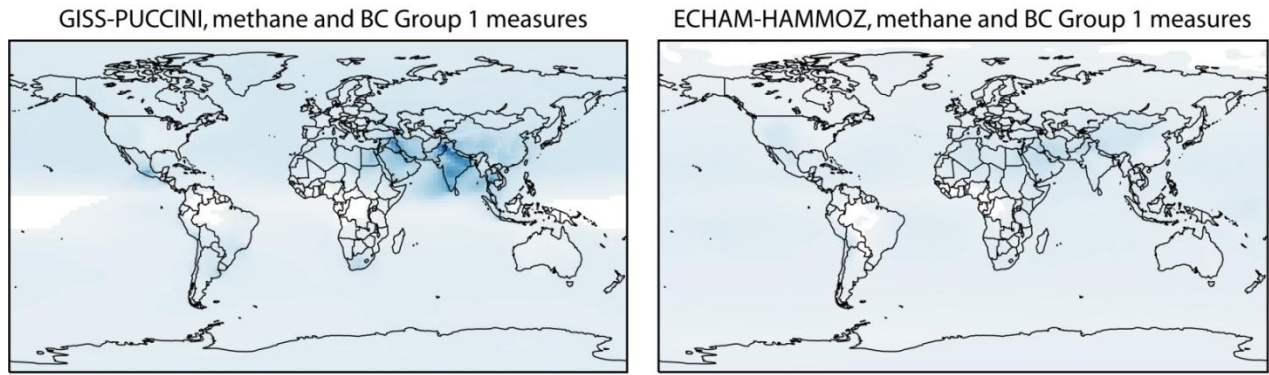 GISS-PUCCINI, methane and BC Group 1 measures
ECHAM-HAMMOZ, methane and BC Group 1 measures